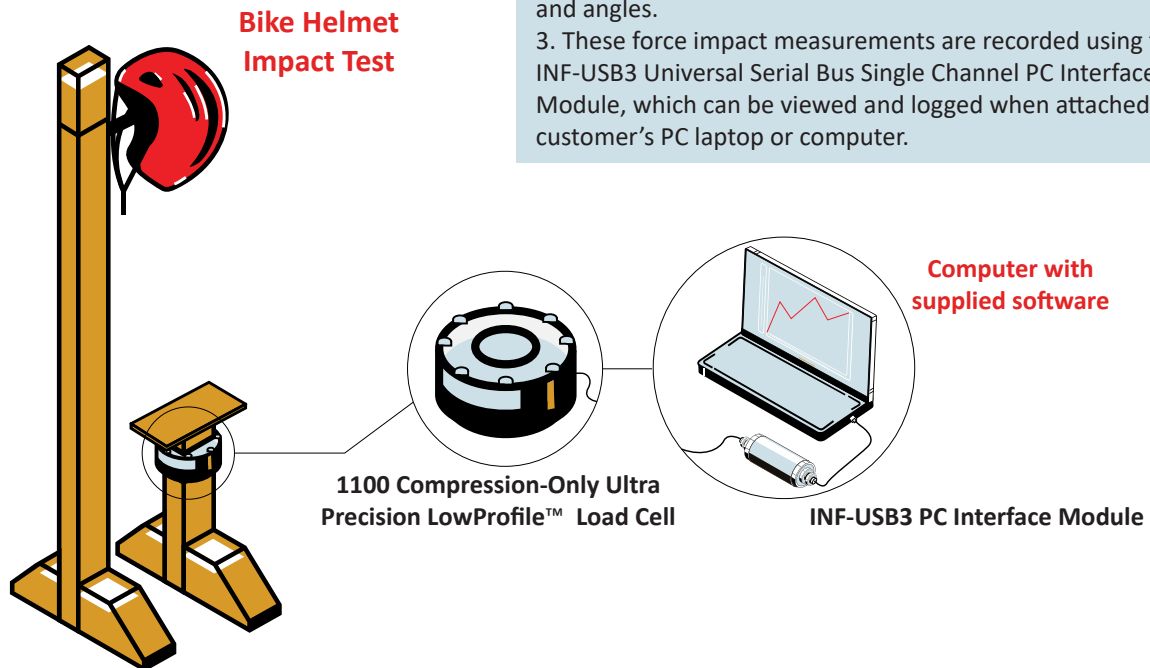 Bike Helmet
Impact Test
and angles.
3. These force impact measurements are recorded using
INF-USB3 Universal Serial Bus Single Channel PC Interface
Module, which can be viewed and logged when attached
customer's PC laptop or computer.
Computer with
supplied software
1100 Compression-Only Ultra
Precision LowProfile™ Load Cell
INF-USB3 PC Interface Module